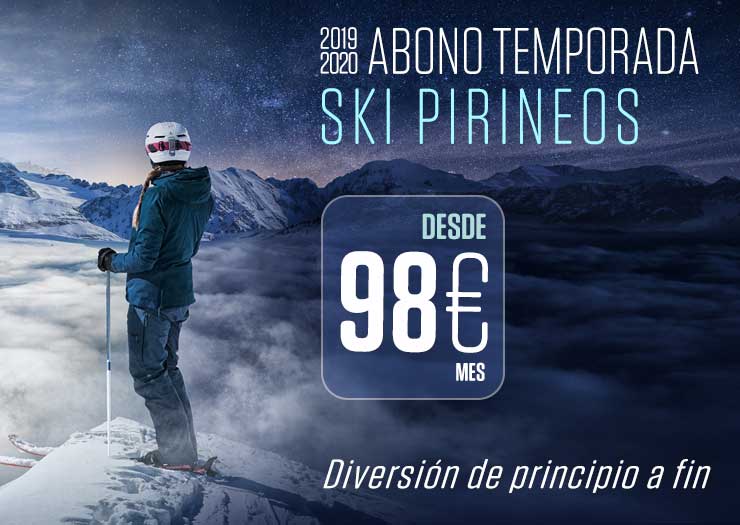 2019
2020 ABONO TEMPORADA
SKI PIRINEOS
DESDE
98€
MES
Diversión de principio a fin